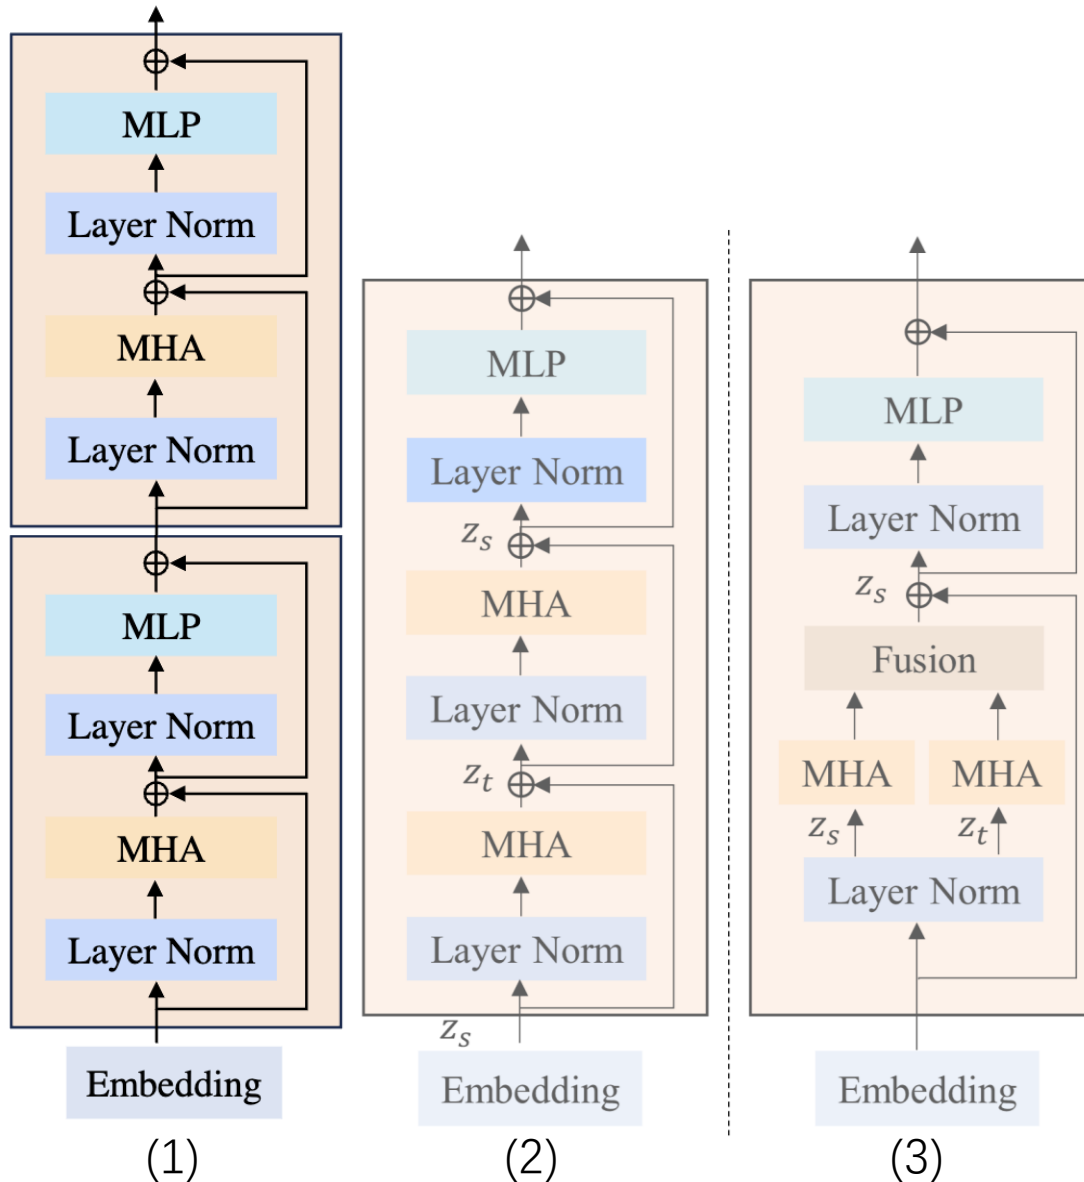 MLP
Layer Norm
MHA
Layer Norm
MLP
Layer Norm
MHA
Layer Norm
Embedding
(1)
MLP
Layer Norm
z_s
MHA
Layer Norm
z_t
MHA
Layer Norm
z_s
Embedding
(2)
MLP
Layer Norm
z_s
Fusion
MHA MHA
z_s z_t
Layer Norm
Embedding
(3)